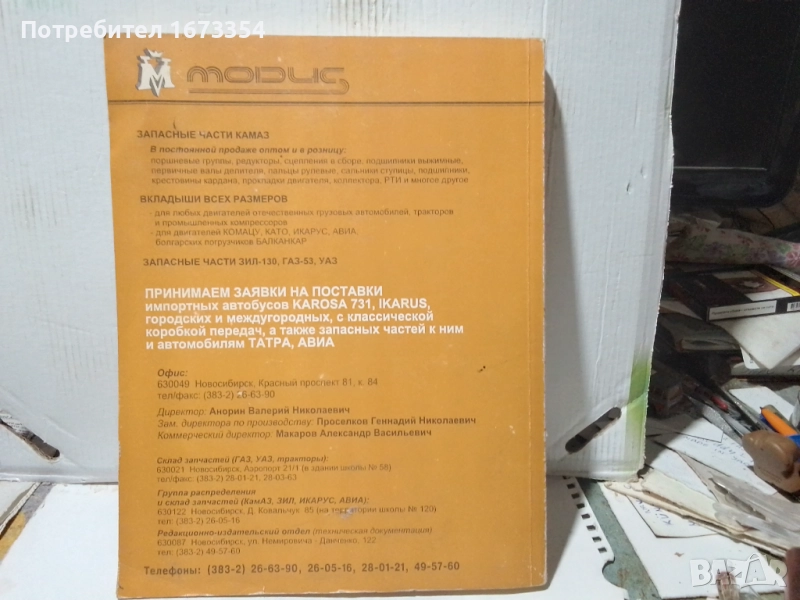 Потребител 1673354
MODUS
ЗАПАСНЫЕ ЧАСТИ КАМАЗ
В постоянной продаже оптом и в розницу:
поршневые группы, редукторы, сцепления в сборе, подшипники выжимные,
первичные валы делителя, пальцы рулевые, сальники ступицы, подшипники,
крестовины кардана, прокладки двигателя, коллектора, РТИ и многое другое
ВКЛАДЫШИ ВСЕХ РАЗМЕРОВ
- для любых двигателей отечественных грузовых автомобилей, тракторов
и промышленных компрессоров
- для двигателей КОМАЦУ, КАТО, ИКАРУС, АВИА,
болгарских погрузчиков БАЛКАНКАР
ЗАПАСНЫЕ ЧАСТИ ЗИЛ-130, ГАЗ-53, УАЗ
ПРИНИМАЕМ ЗАЯВКИ НА ПОСТАВКИ
импортных автобусов KAROSA 731, IKARUS,
городских и междугородных, с классической
коробкой передач, а также запасных частей к ним
и автомобилям ТАТРА, АВИА
Офис:
630049 Новосибирск, Красный проспект 81, к. 84
тел/факс: (383-2) 26-63-90
Директор: Анорин Валерий Николаевич
Зам. директора по производству: Проселков Геннадий Николаевич
Коммерческий директор: Макаров Александр Васильевич
Склад запчастей (ГАЗ, УАЗ, тракторы):
630021 Новосибирск, Аэропорт 21/1 (в здании школы № 58)
тел/факс: (383-2) 28-01-21, 28-03-63
Группа распределения
и склад запчастей (КамАЗ, ЗИЛ, ИКАРУС, АВИА):
630122 Новосибирск, Д. Ковальчук 65 (на территории школы № 120)
тел: (383-2) 26-05-16
Редакционно-издательский отдел (техническая документация)
630087 Новосибирск, ул. Немировича - Данчэнко, 122
тел: (383-2) 49-57-60
Телефоны: (383-2) 26-63-90, 26-05-16, 28-01-21, 49-57-60
BAZAR